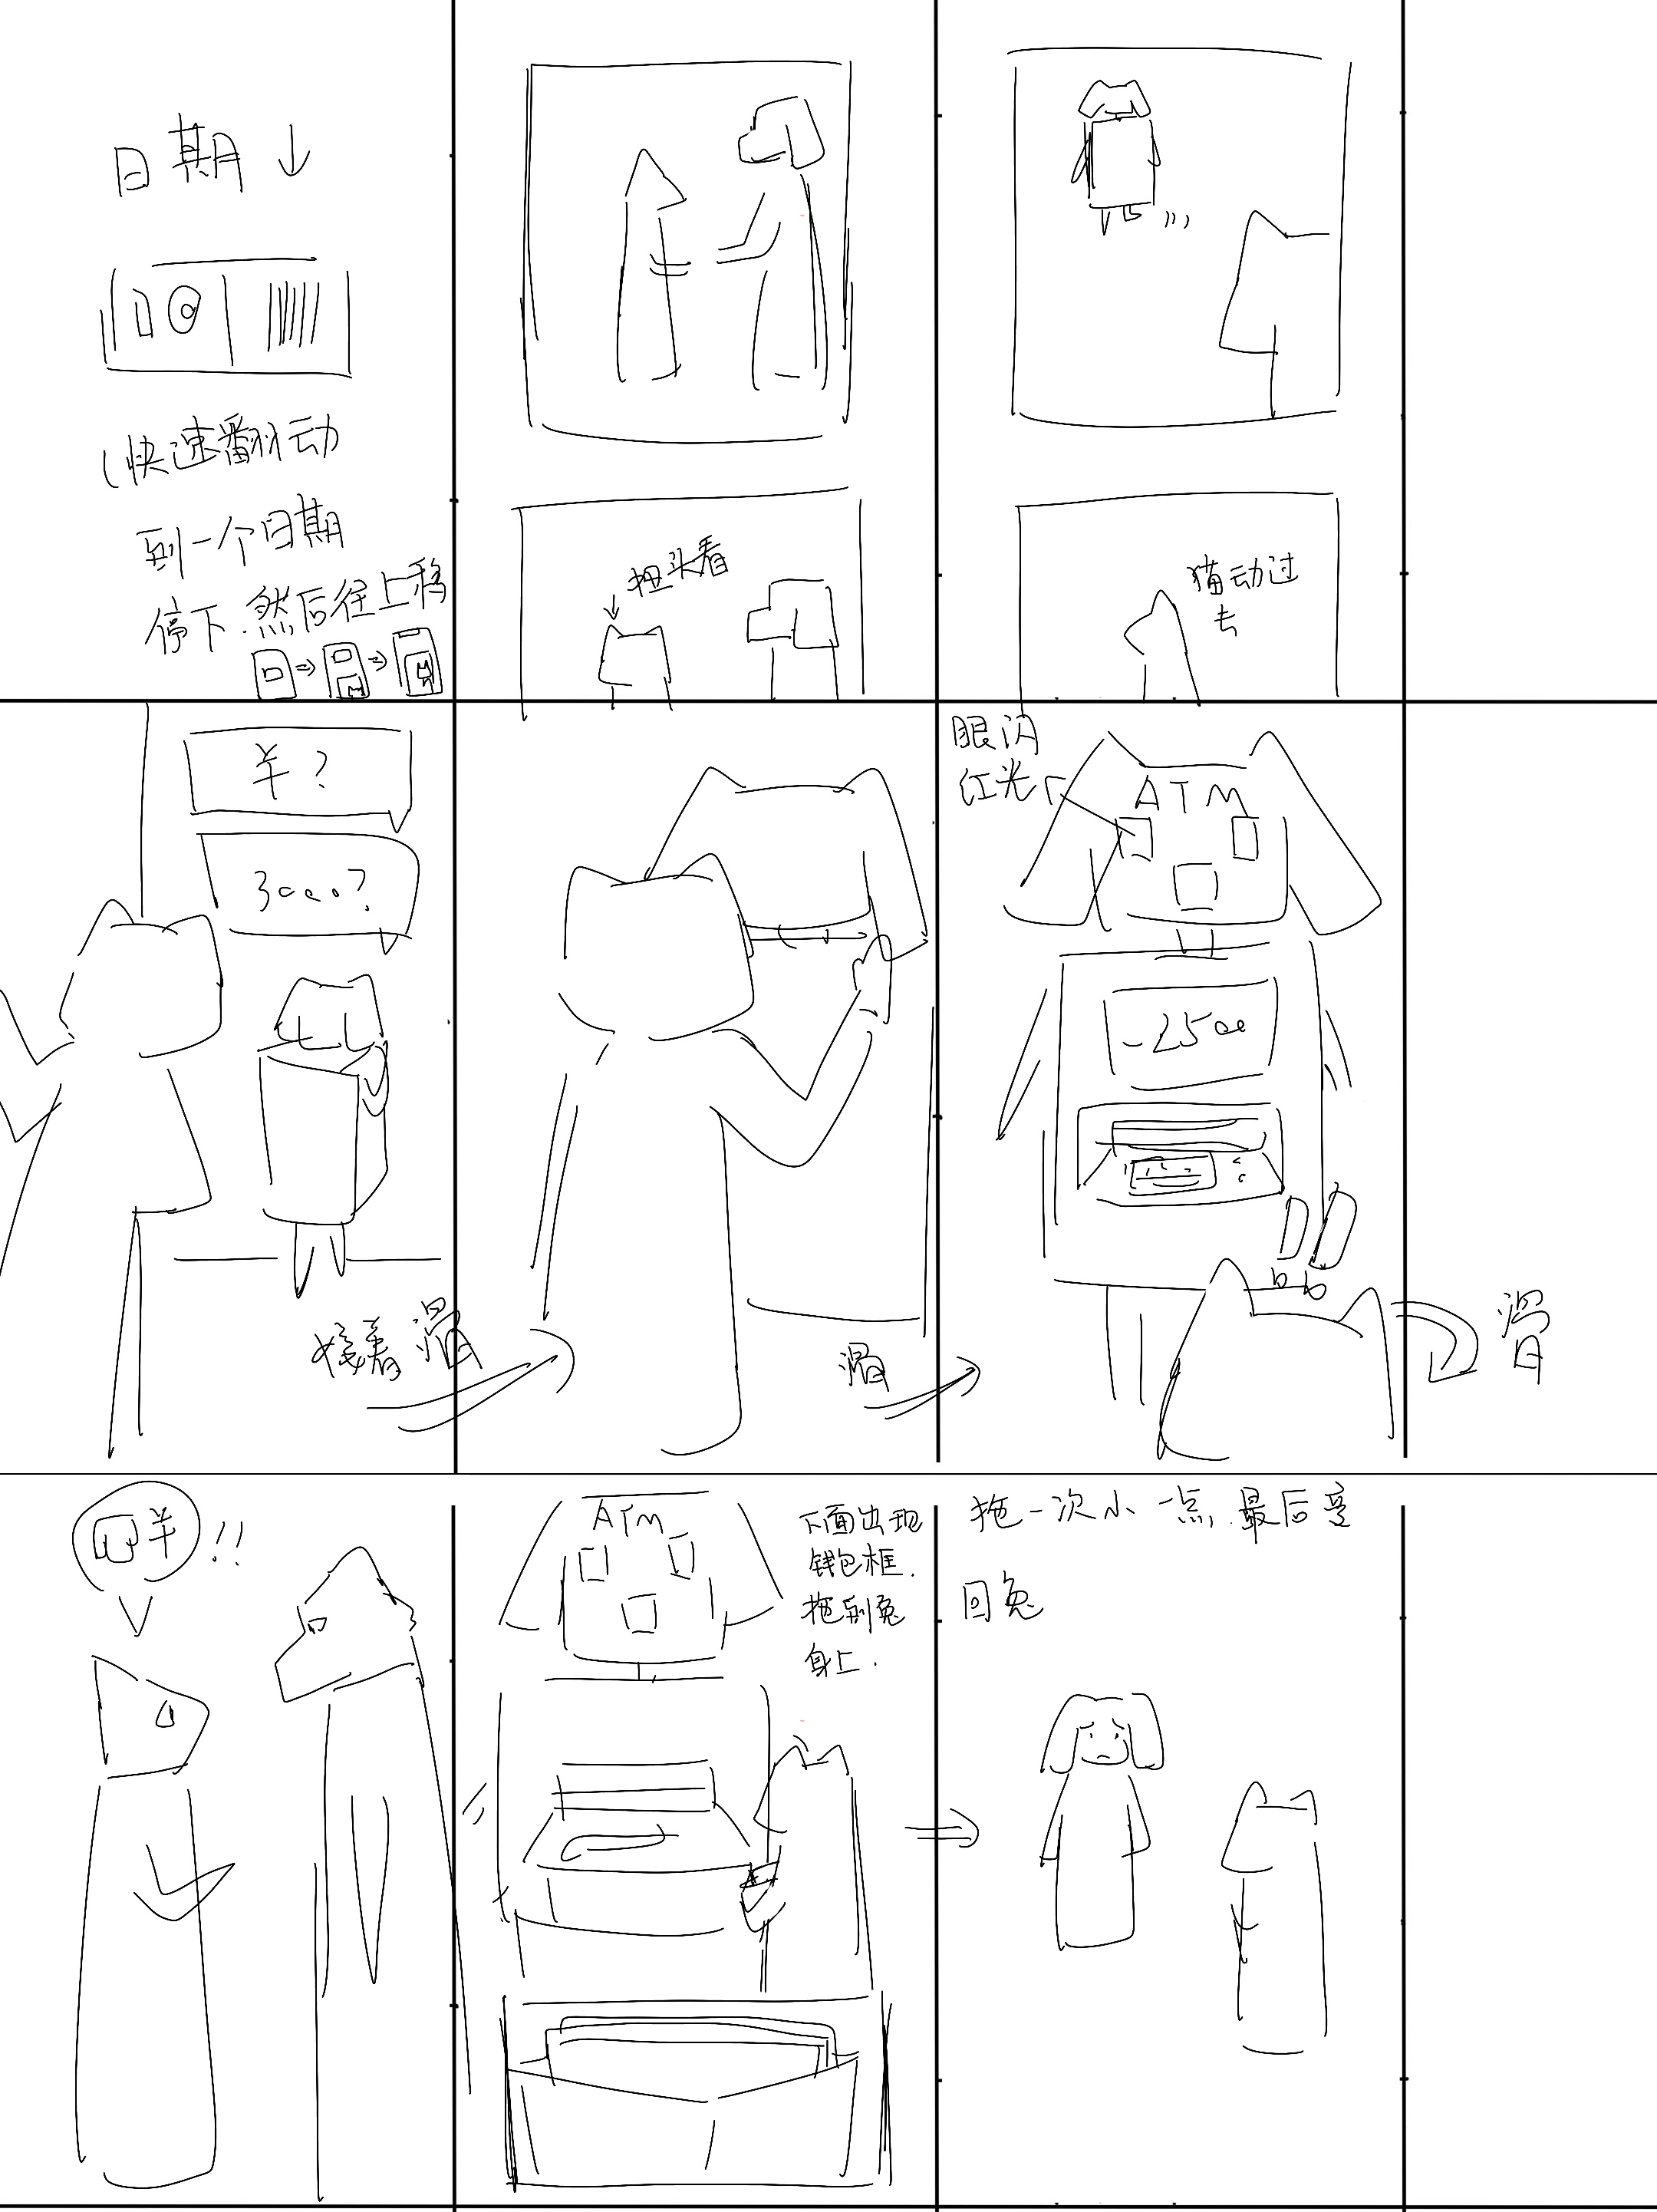 日期↓
(快速翻动
到一个日期
停下.然后往上移
扭头看
猫动过
去
羊?
3000?
接着滑
滑
眼闪
红光
ATM
-2500
滑
羊!!
ATM
下面出现
钱包框.
拖到兔
身上.
拖一次小一点.最后变
回兔